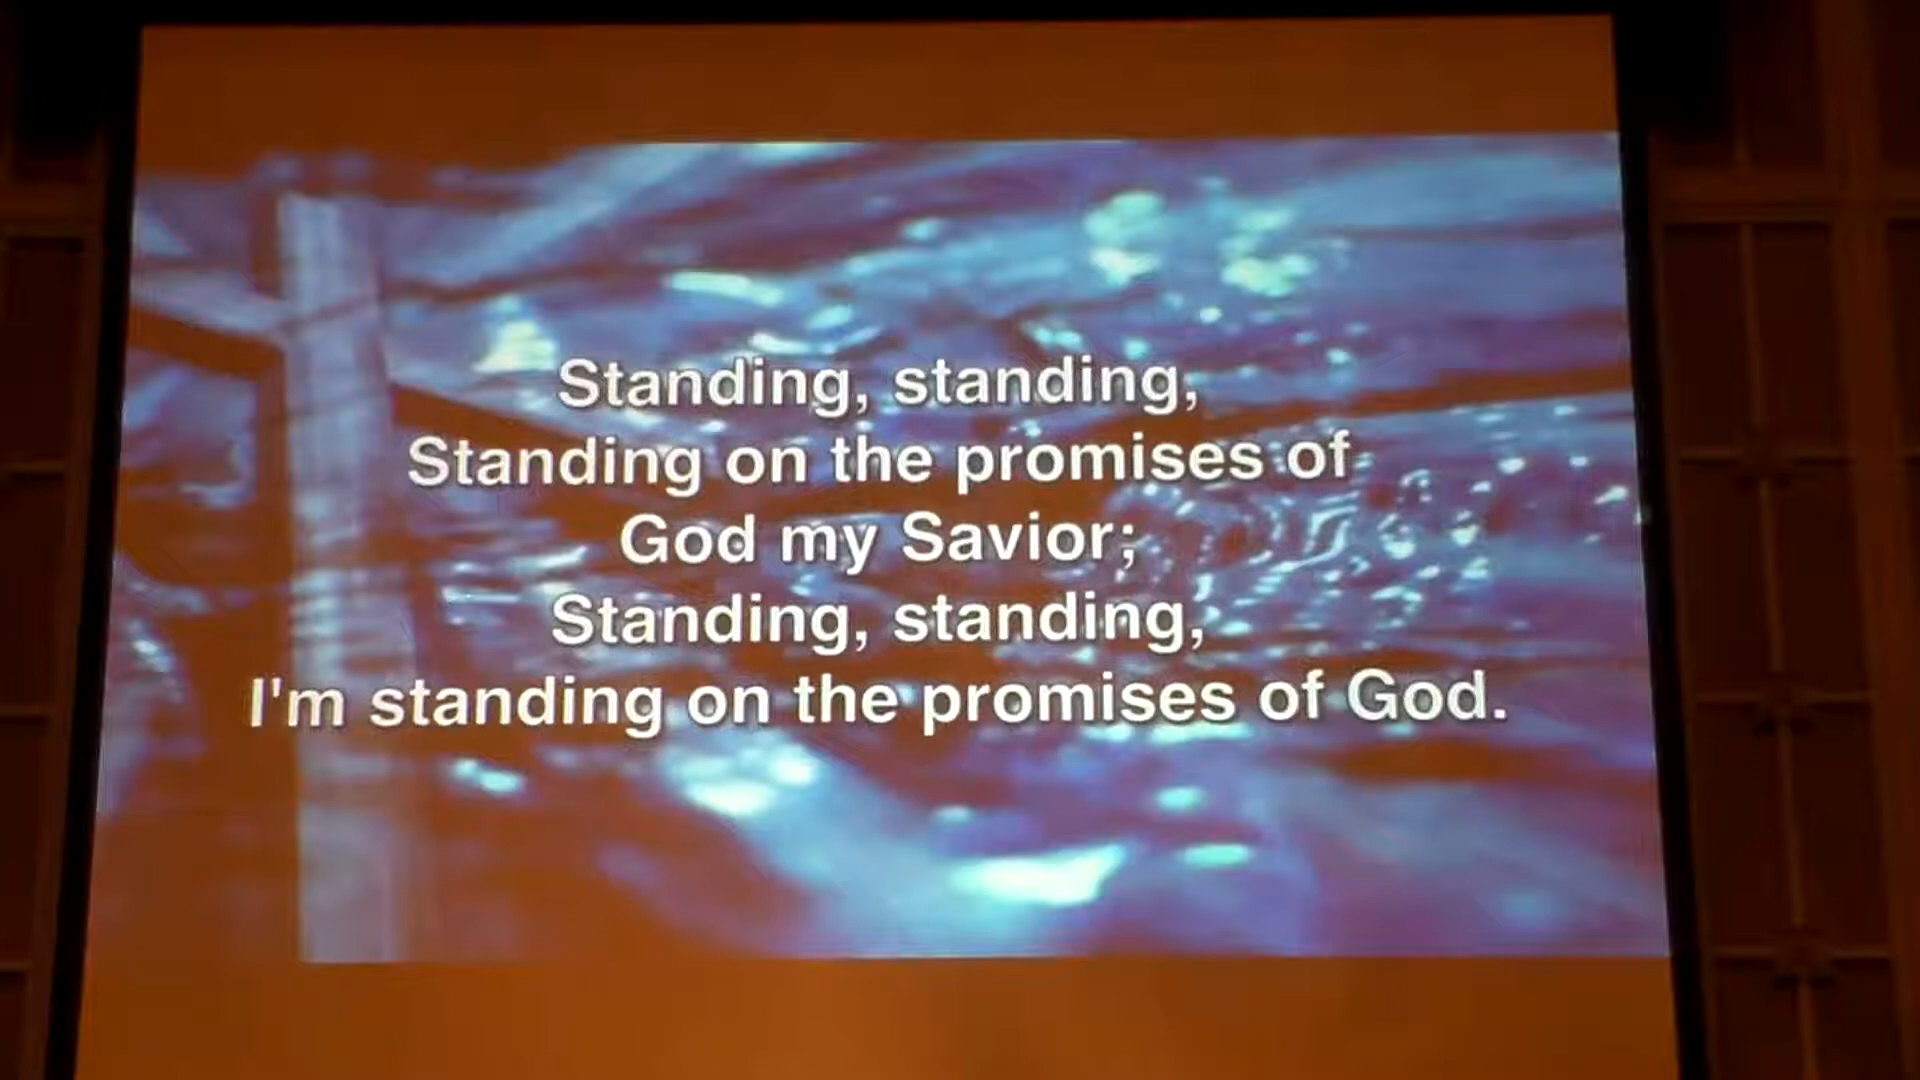 Standing, standing,
Standing on the promises of
God my Savior;
Standing, standing,
I'm standing on the promises of God.